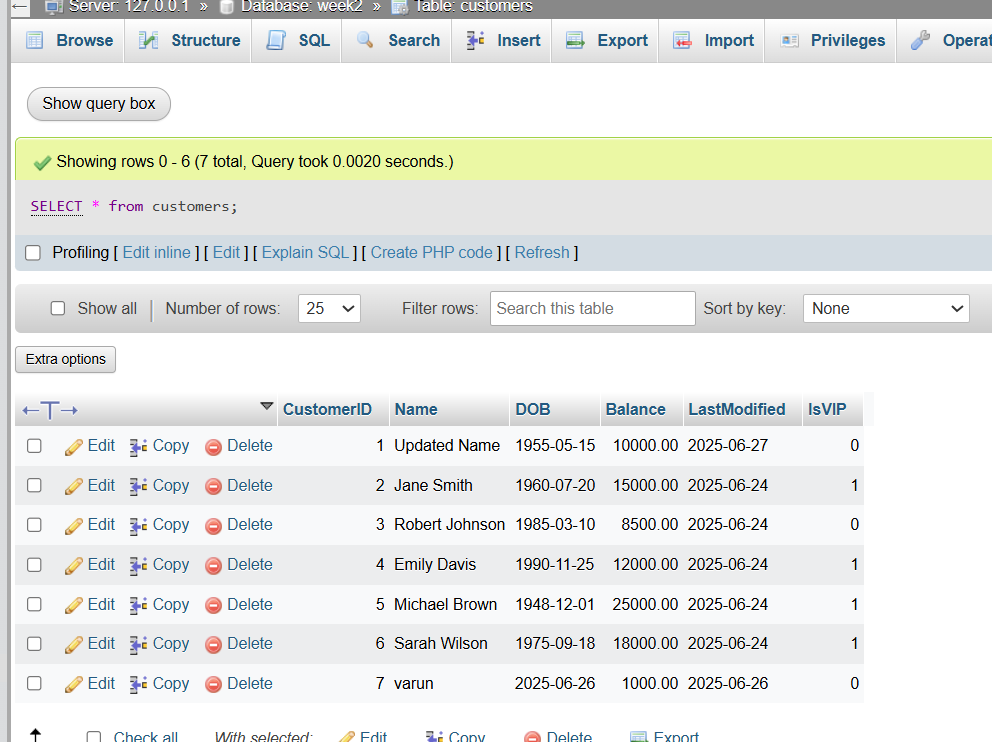 Server: 127.0.0.1 » Database: week2 » Table: customers
Browse Structure SQL Search Insert Export Import Privileges Operat
Show query box
Showing rows 0 - 6 (7 total, Query took 0.0020 seconds.)
SELECT * from customers;
Profiling [ Edit inline ] [ Edit ] [ Explain SQL ] [ Create PHP code ] [ Refresh ]
Show all | Number of rows: 25 Filter rows: Search this table Sort by key: None
Extra options
←T→ CustomerID Name DOB Balance LastModified IsVIP
Edit Copy Delete 1 Updated Name 1955-05-15 10000.00 2025-06-27 0
Edit Copy Delete 2 Jane Smith 1960-07-20 15000.00 2025-06-24 1
Edit Copy Delete 3 Robert Johnson 1985-03-10 8500.00 2025-06-24 0
Edit Copy Delete 4 Emily Davis 1990-11-25 12000.00 2025-06-24 1
Edit Copy Delete 5 Michael Brown 1948-12-01 25000.00 2025-06-24 1
Edit Copy Delete 6 Sarah Wilson 1975-09-18 18000.00 2025-06-24 1
Edit Copy Delete 7 varun 2025-06-26 1000.00 2025-06-26 0
Check all With selected: Edit Copy Delete Export